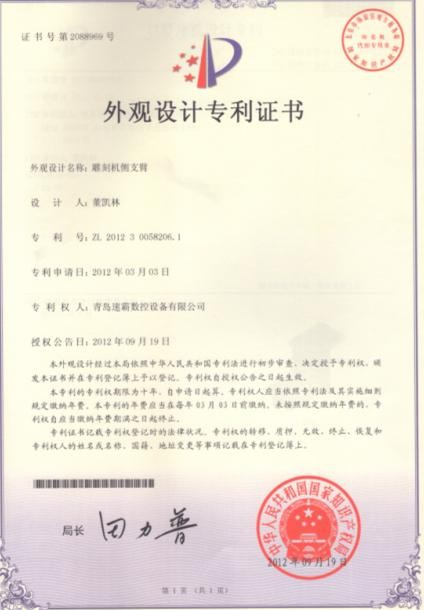 证书号第2088969号
外观设计专利证书
外观设计名称：雕刻机侧支臂
设 计 人：董凯林
专 利 号：ZL 2012 3 0058206.1
专利申请日：2012年03月03日
专 利 权 人：青岛速霸数控设备有限公司
授权公告日：2012年09月19日
本外观设计经过本局依照中华人民共和国专利法进行初步审查，决定授予专利权，颁
发本证书并在专利登记簿上予以登记。专利权自授权公告之日起生效。
本专利的专利权期限为十年，自申请日起算。专利权人应当依照专利法及其实施细则
规定缴纳年费。本专利的年费应当在每年03月03日前缴纳。未按照规定缴纳年费的，专
利权自应当缴纳年费期满之日起终止。
专利证书记载专利权登记时的法律状况。专利权的转移、质押、无效、终止、恢复和
专利权人的姓名或名称、国籍、地址变更等事项记载在专利登记簿上。
局长 田力普
中华人民共和国国家知识产权局
2012年09月19日
第 1 页 （共 1 页）